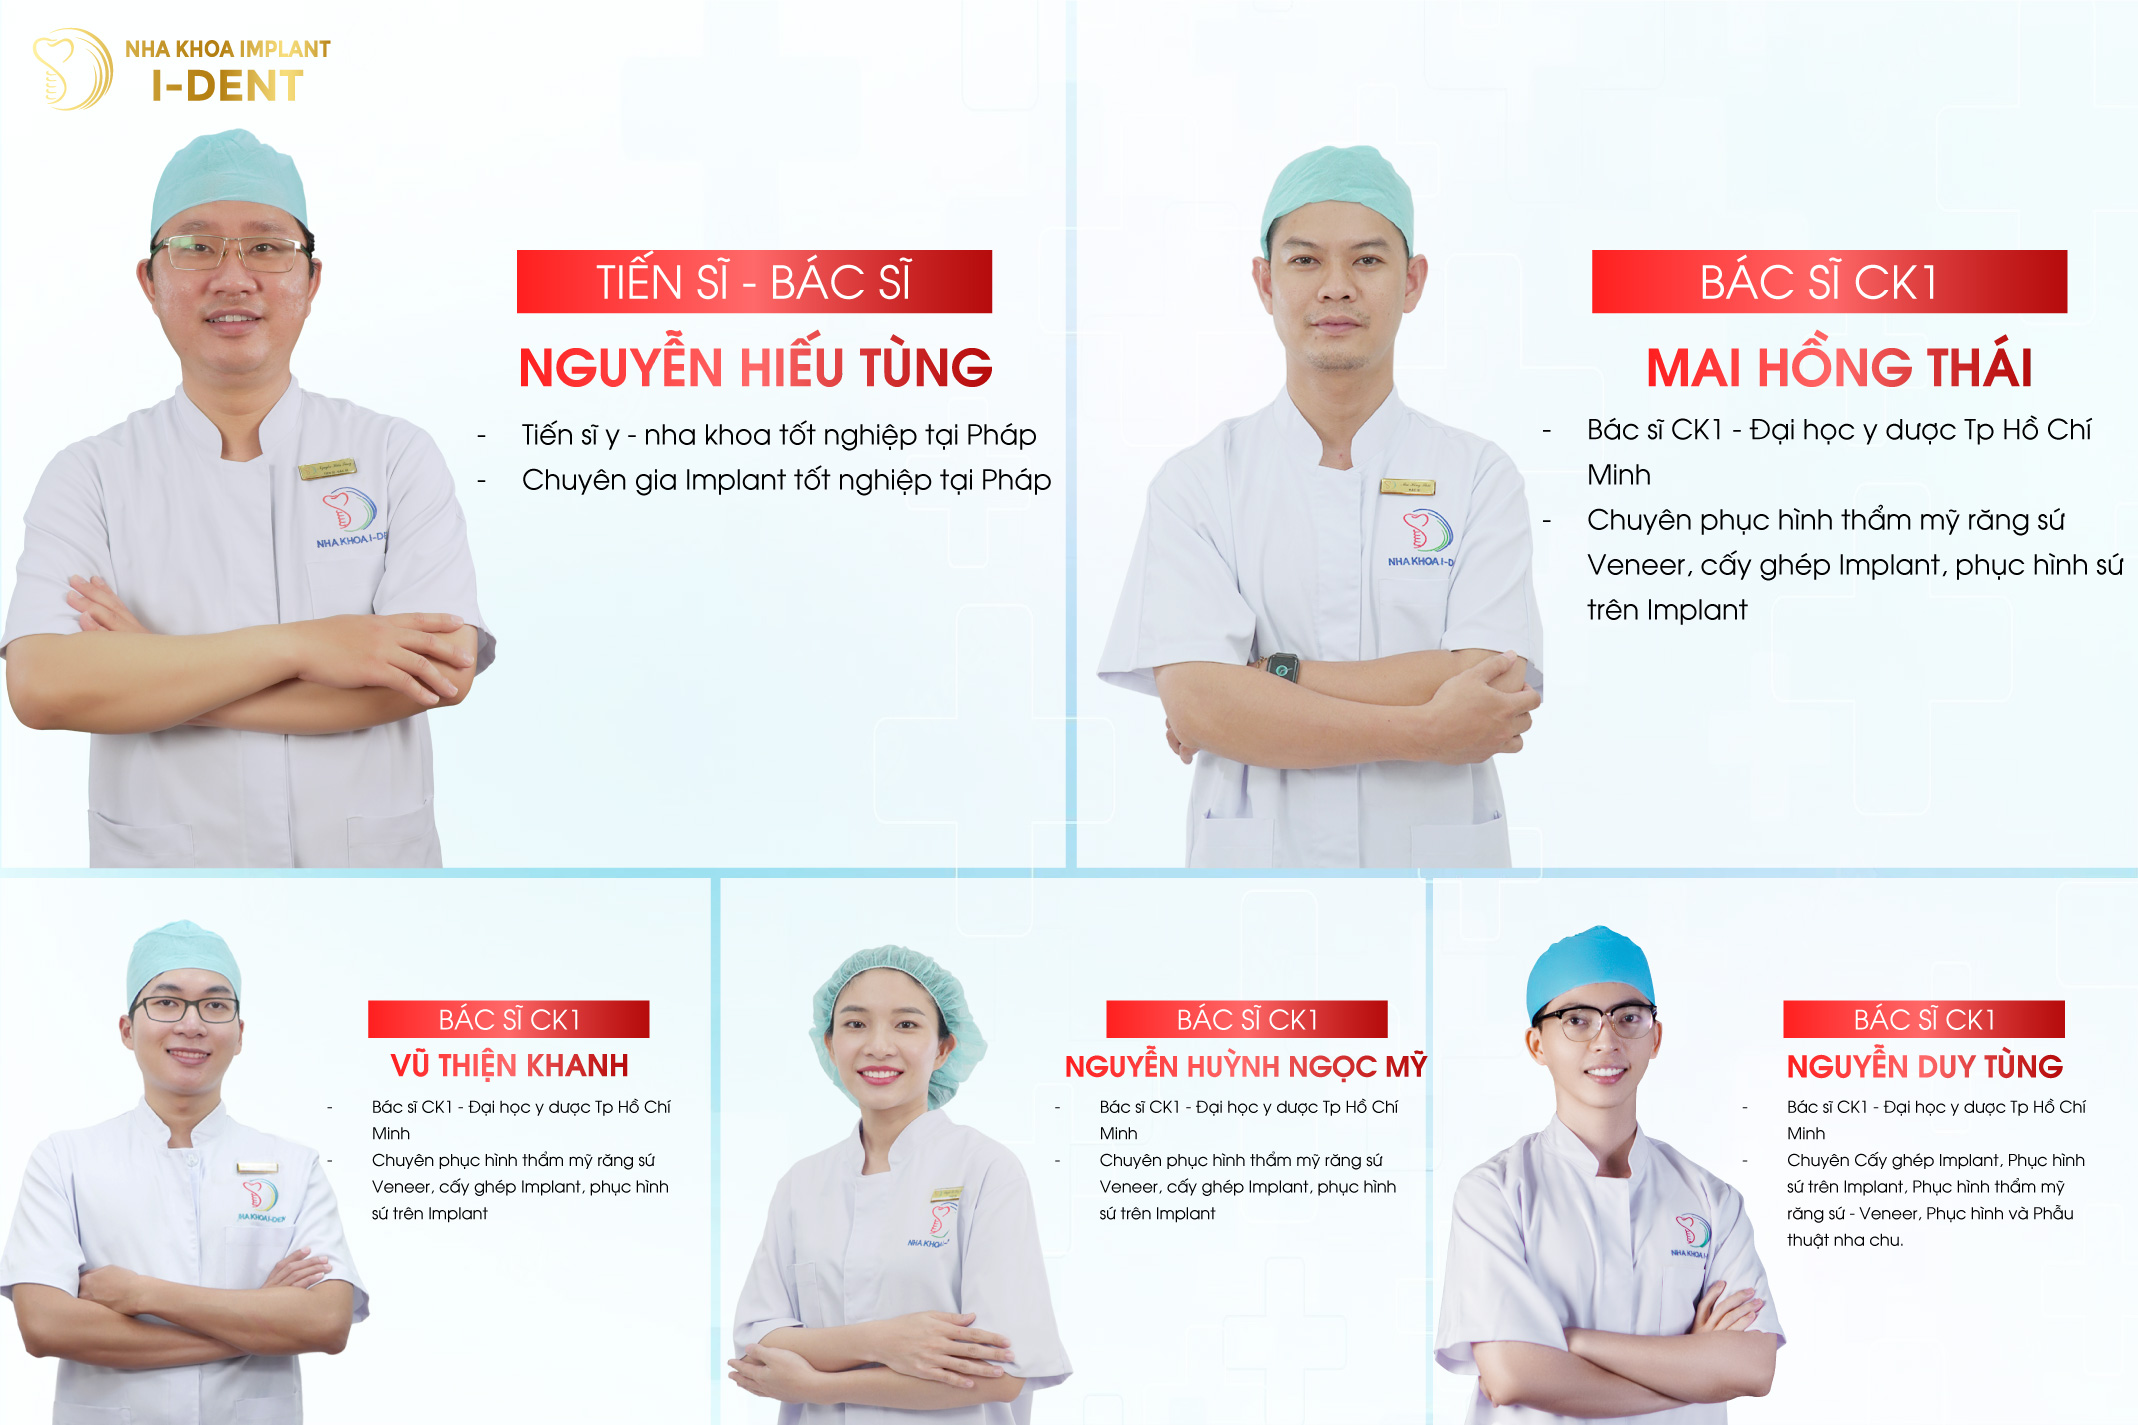 NHA KHOA IMPLANT
I-DENT
TIẾN SĨ - BÁC SĨ
NGUYỄN HIẾU TÙNG
- Tiến sĩ y - nha khoa tốt nghiệp tại Pháp
- Chuyên gia Implant tốt nghiệp tại Pháp
NHA KHOA I-DE
BÁC SĨ CK1
MAI HỒNG THÁI
- Bác sĩ CK1 - Đại học y dược Tp Hồ Chí
Minh
- Chuyên phục hình thẩm mỹ răng sứ
Veneer, cấy ghép Implant, phục hình sứ
trên Implant
NHA KHOA I-D
BÁC SĨ CK1
VŨ THIỆN KHANH
- Bác sĩ CK1 - Đại học y dược Tp Hồ Chí
Minh
- Chuyên phục hình thẩm mỹ răng sứ
Veneer, cấy ghép Implant, phục hình
sứ trên Implant
BÁC SĨ CK1
NGUYỄN HUỲNH NGỌC MỸ
- Bác sĩ CK1 - Đại học y dược Tp Hồ Chí
Minh
- Chuyên phục hình thẩm mỹ răng sứ
Veneer, cấy ghép Implant, phục hình
sứ trên Implant
BÁC SĨ CK1
NGUYỄN DUY TÙNG
- Bác sĩ CK1 - Đại học y dược Tp Hồ Chí
Minh
- Chuyên Cấy ghép Implant, Phục hình
sứ trên Implant, Phục hình thẩm mỹ
răng sứ - Veneer, Phục hình và Phẫu
thuật nha chu.